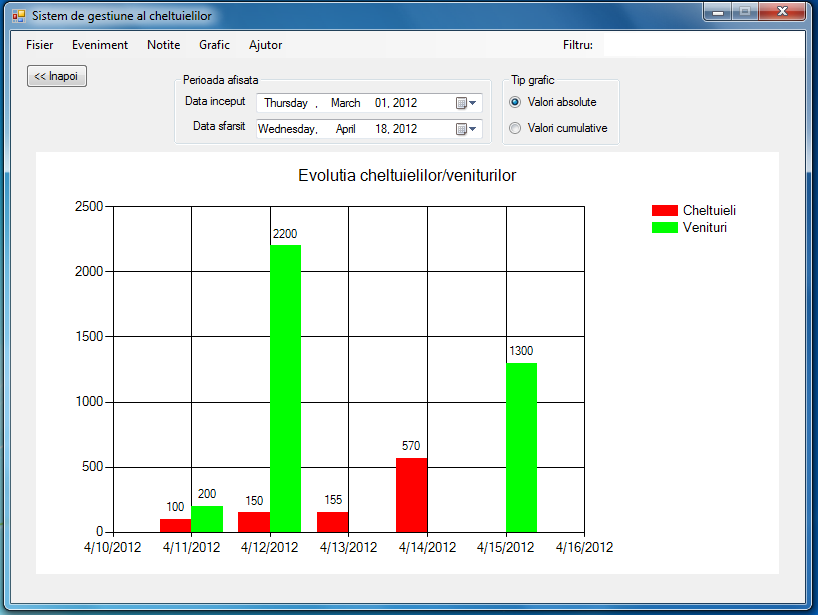 Sistem de gestiune al cheltuielilor
Fisier Eveniment Notite Grafic Ajutor Filtru:
<< Inapoi
Perioada afisata
Data inceput Thursday , March 01, 2012
Data sfarsit Wednesday, April 18, 2012
Tip grafic
Valori absolute
Valori cumulative
Evolutia cheltuielilor/veniturilor
Cheltuieli
Venituri
2500
2200
2000
1500
1300
1000
570
500
100 200 150 155
0
4/10/2012 4/11/2012 4/12/2012 4/13/2012 4/14/2012 4/15/2012 4/16/2012